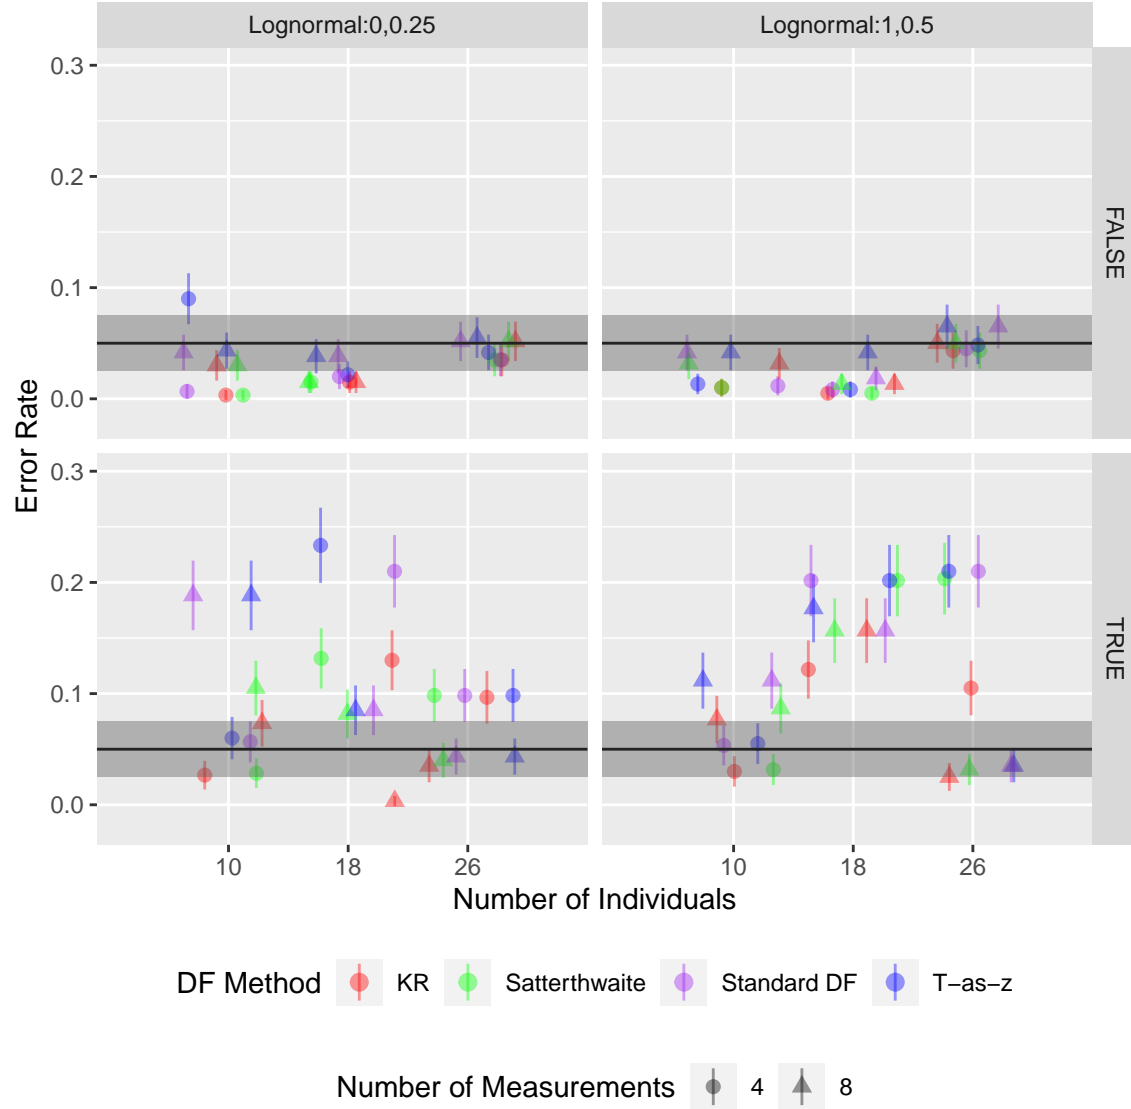 Lognormal:0,0.25
Lognormal:1,0.5
0.3
0.2
0.1
0.0
FALSE
Error Rate
0.3
0.2
0.1
0.0
TRUE
10
18
26
10
18
26
Number of Individuals
DF Method
KR
Satterthwaite
Standard DF
T−as−z
Number of Measurements
4
8